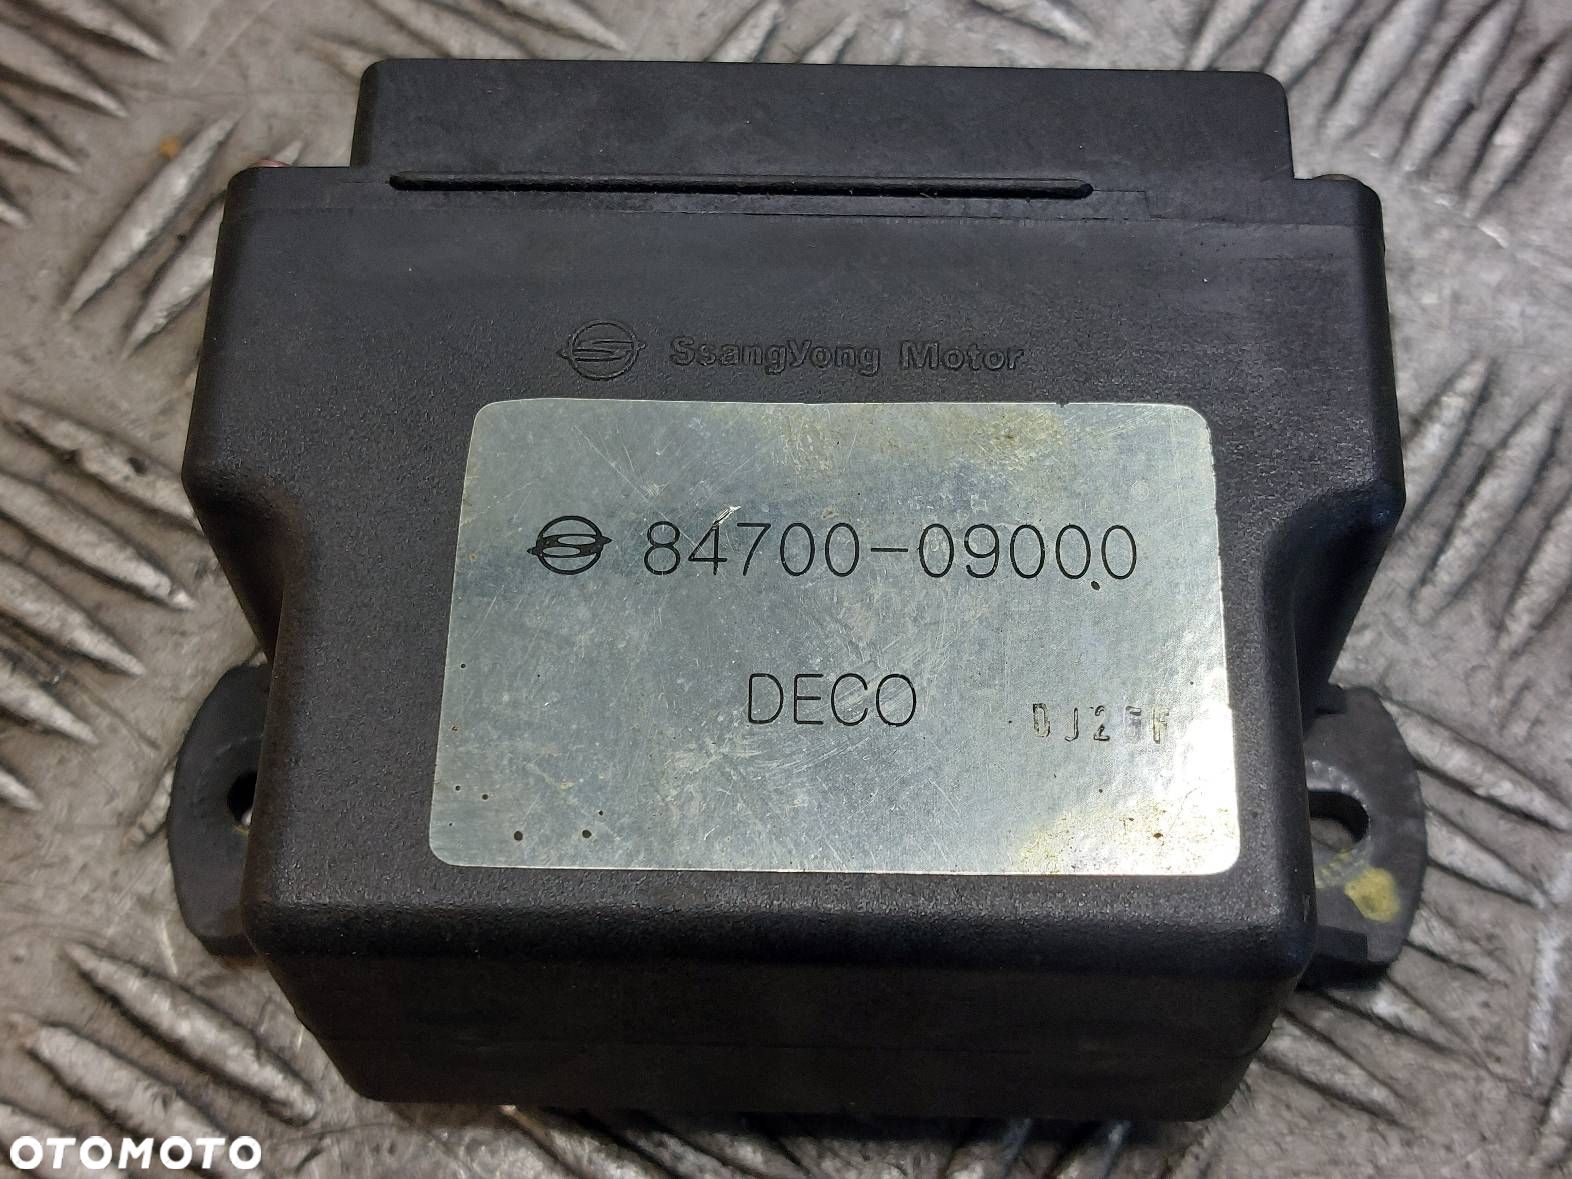 SsangYong Motor
84700-09000
DECO
OTOMOTO